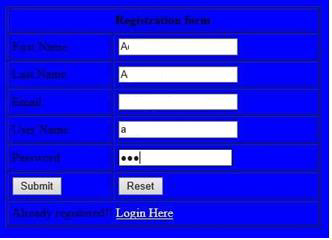 Registration form
First Name A
Last Name A
Email
User Name a
Password ●●●
Submit Reset
Already registered!! Login Here